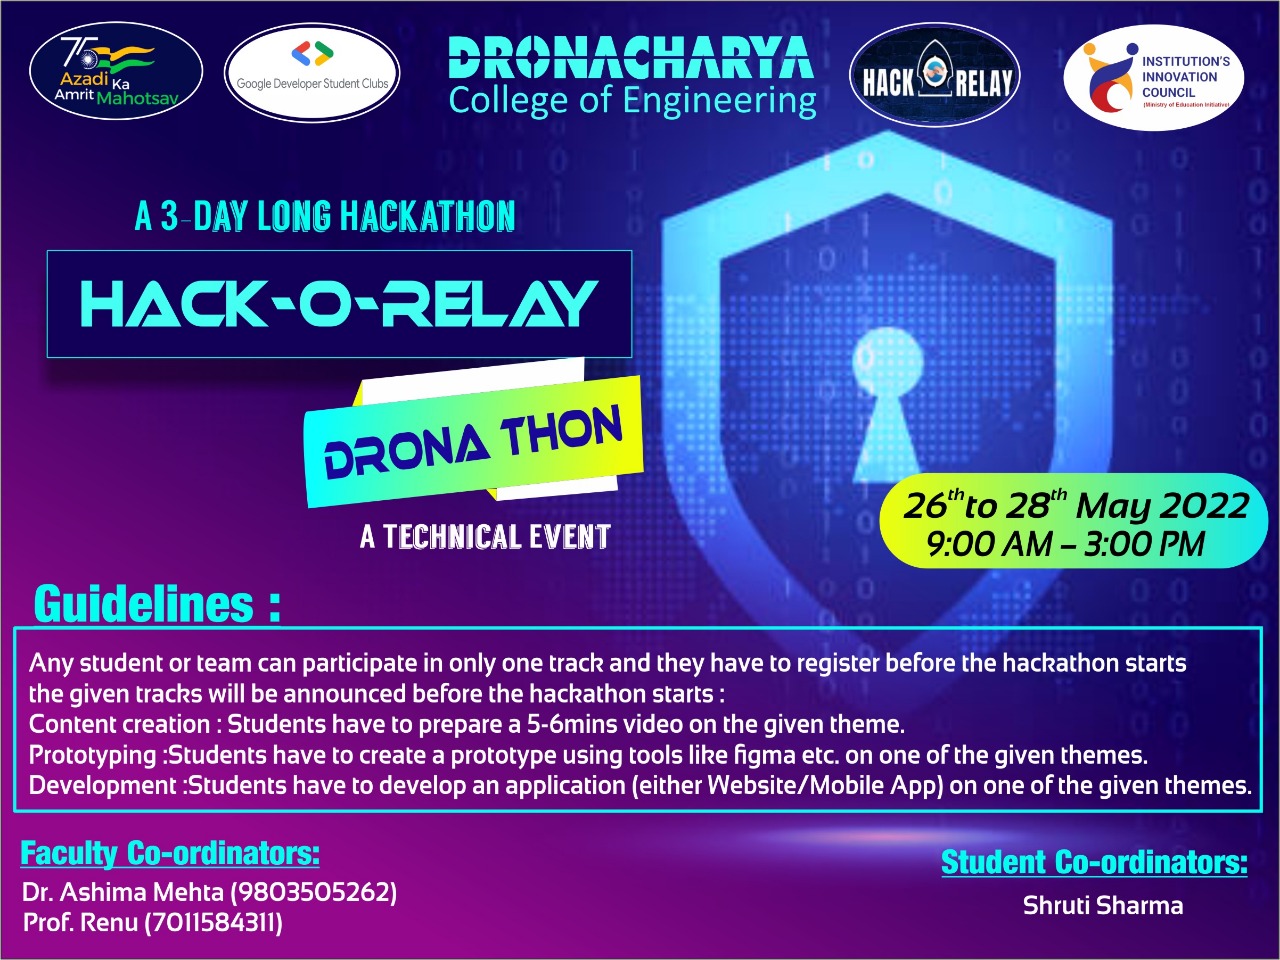 75
Azadi
Ka
Amrit Mahotsav
Google Developer Student Clubs
DRONACHARYA
College of Engineering
HACK RELAY
INSTITUTION'S
INNOVATION
COUNCIL
(Ministry of Education Initiative)
A 3-DAY LONG HACKATHON
HACK-O-RELAY
DRONA THON
A TECHNICAL EVENT
26th to 28th May 2022
9:00 AM – 3:00 PM
Guidelines :
Any student or team can participate in only one track and they have to register before the hackathon starts
the given tracks will be announced before the hackathon starts :
Content creation : Students have to prepare a 5-6mins video on the given theme.
Prototyping :Students have to create a prototype using tools like figma etc. on one of the given themes.
Development :Students have to develop an application (either Website/Mobile App) on one of the given themes.
Faculty Co-ordinators:
Dr. Ashima Mehta (9803505262)
Prof. Renu (7011584311)
Student Co-ordinators:
Shruti Sharma